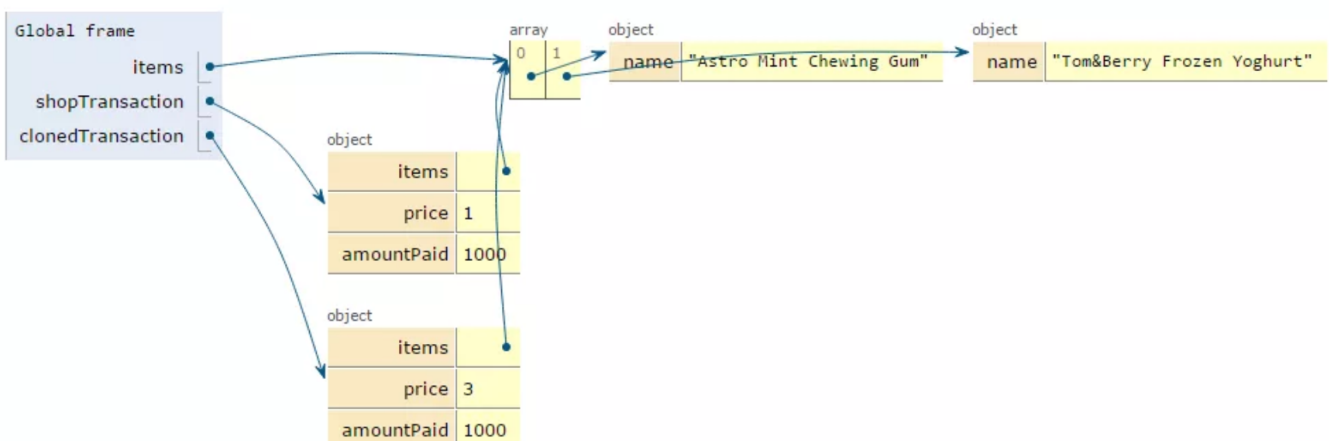 Global frame
items
shopTransaction
clonedTransaction
array
0 1
object
name "Astro Mint Chewing Gum"
object
name "Tom&Berry Frozen Yoghurt"
object
items
price 1
amountPaid 1000
object
items
price 3
amountPaid 1000